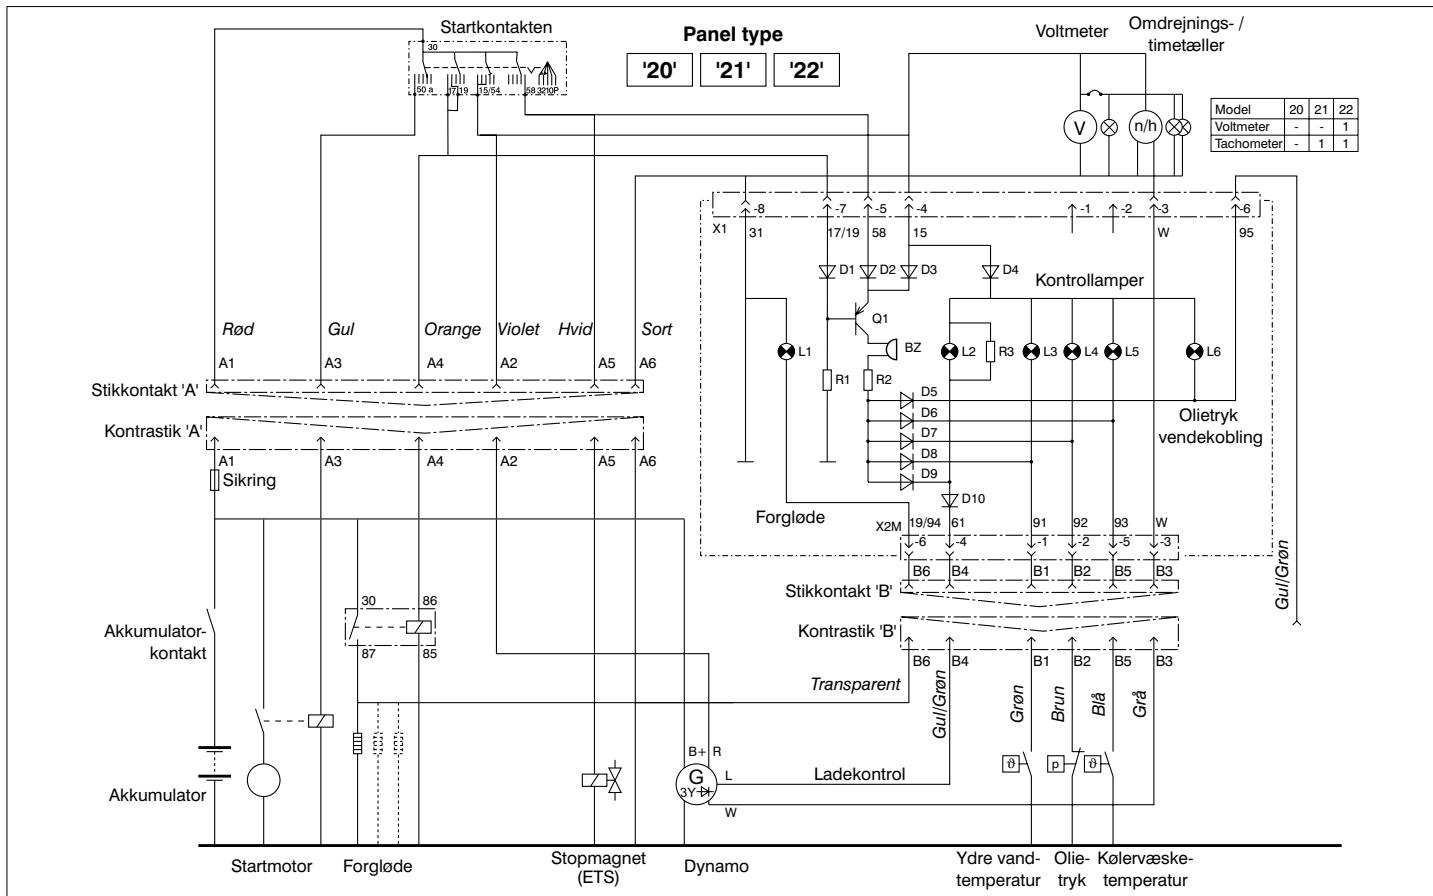 Startkontakten
Panel type
'20' '21' '22'
Voltmeter
Omdrejnings- /
timetæller
30
50 a 17 19 15/54 58 3210P
V n/h
Model 20 21 22
Voltmeter - - 1
Tachometer - 1 1
-8 -7 -5 -4 -1 -2 -3 -6
X1 31 17/19 58 15 W 95
D1 D2 D3 D4
Kontrollamper
Q1
Rød Gul Orange Violet Hvid Sort
BZ
L1 L2 R3 L3 L4 L5 L6
A1 A3 A4 A2 A5 A6
R1 R2
Stikkontakt 'A'
D5
D6
Olietryk
vendekobling
Kontrastik 'A'
D7
D8
A1 A3 A4 A2 A5 A6
D9
Sikring
D10
Forgløde
X2M 19/94 61 91 92 93 W
-6 -4 -1 -2 -5 -3
B6 B4 B1 B2 B5 B3
Gul/Grøn
Stikkontakt 'B'
30 86
Akkumulator-
kontakt
Kontrastik 'B'
87 85
B6 B4 B1 B2 B5 B3
Transparent
Gul/Grøn
Grøn
Brun
Blå
Grå
B+ R
G
3Y
L
W
Ladekontrol
ϑ p ϑ
Akkumulator
Startmotor
Forgløde
Stopmagnet
(ETS)
Dynamo
Ydre vand-
temperatur
Olie-
tryk
Kølervæske-
temperatur